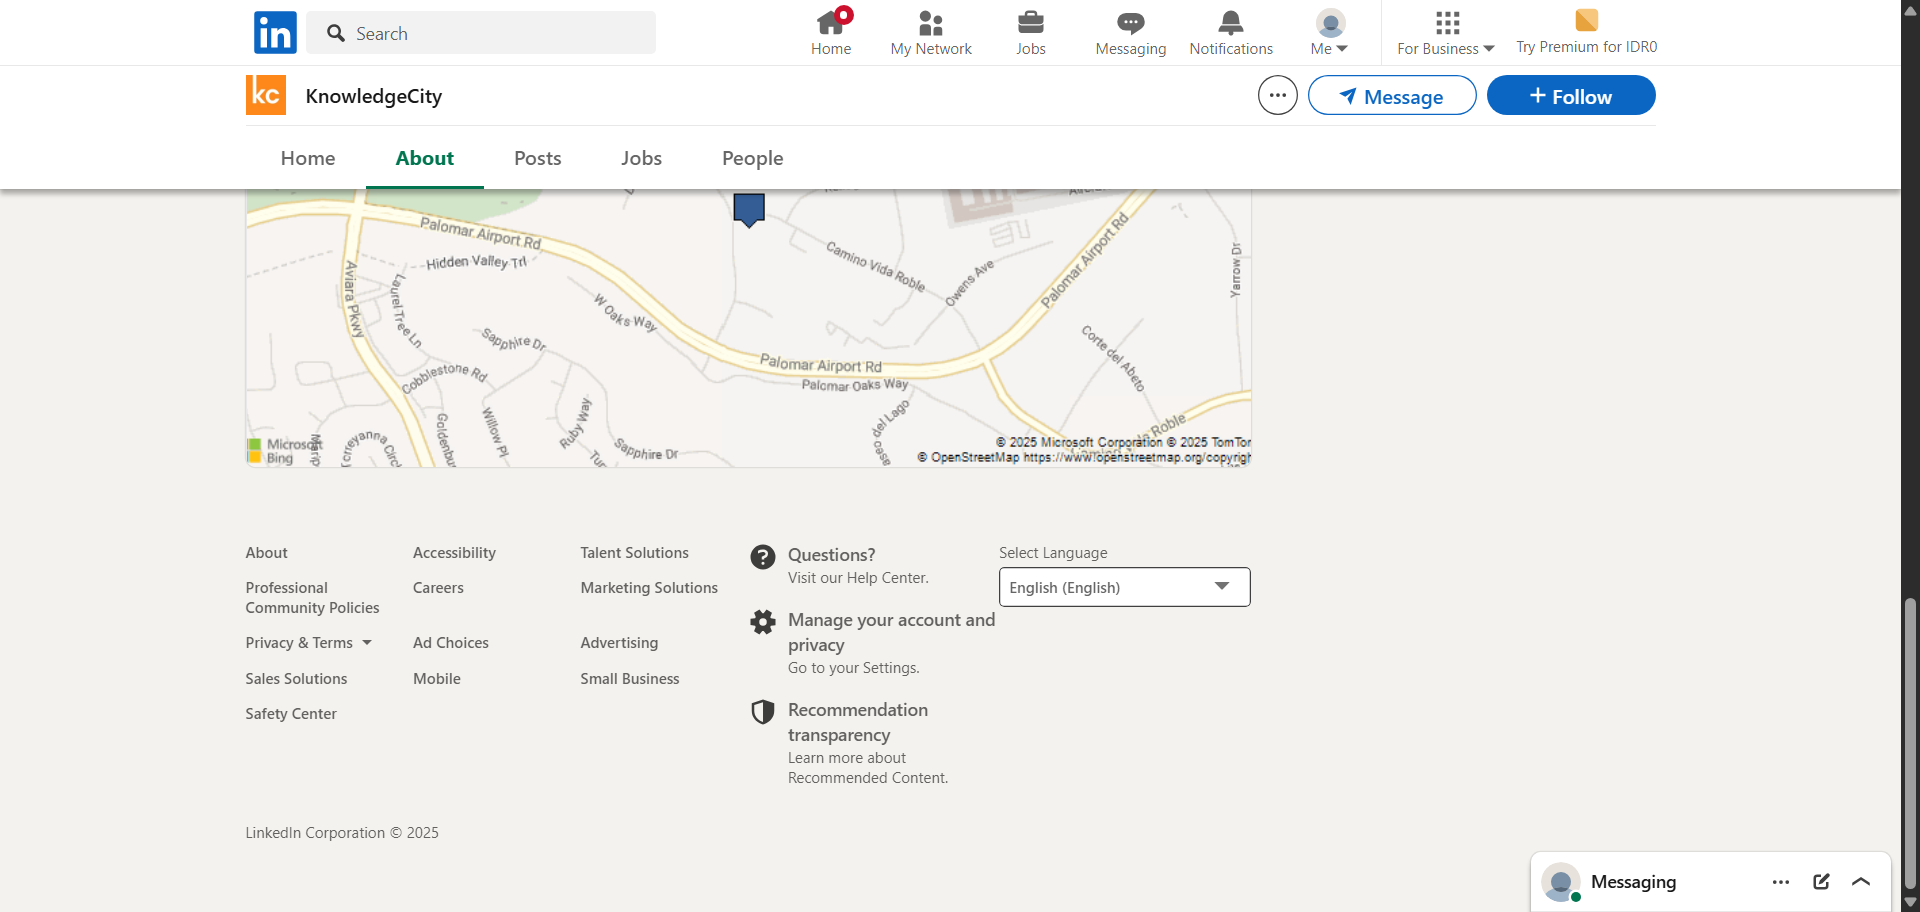 in
Search
Home
My Network
Jobs
Messaging
Notifications
Me
For Business
Try Premium for IDR0
kc
KnowledgeCity
Message
Follow
Home
About
Posts
Jobs
People
Palomar Airport Rd
Hidden Valley Trl
Camino Vida Roble
Owens Ave
Palomar Airport Rd
Yarrow Dr
Aviara Pkwy
Laurel Tree Ln
W Oaks Way
Sapphire Dr
Corte del Abeto
Cobblestone Rd
Palomar Airport Rd
Palomar Oaks Way
Willow Pl
Ruby Way
Sapphire Dr
del Lago
Roble
Microsoft
Bing
© 2025 Microsoft Corporation © 2025 TomTom
© OpenStreetMap https://www.openstreetmap.org/copyrigh
About
Accessibility
Talent Solutions
Professional
Community Policies
Careers
Marketing Solutions
Privacy & Terms
Ad Choices
Advertising
Sales Solutions
Mobile
Small Business
Safety Center
Questions?
Visit our Help Center.
Manage your account and
privacy
Go to your Settings.
Recommendation
transparency
Learn more about
Recommended Content.
Select Language
English (English)
LinkedIn Corporation © 2025
Messaging